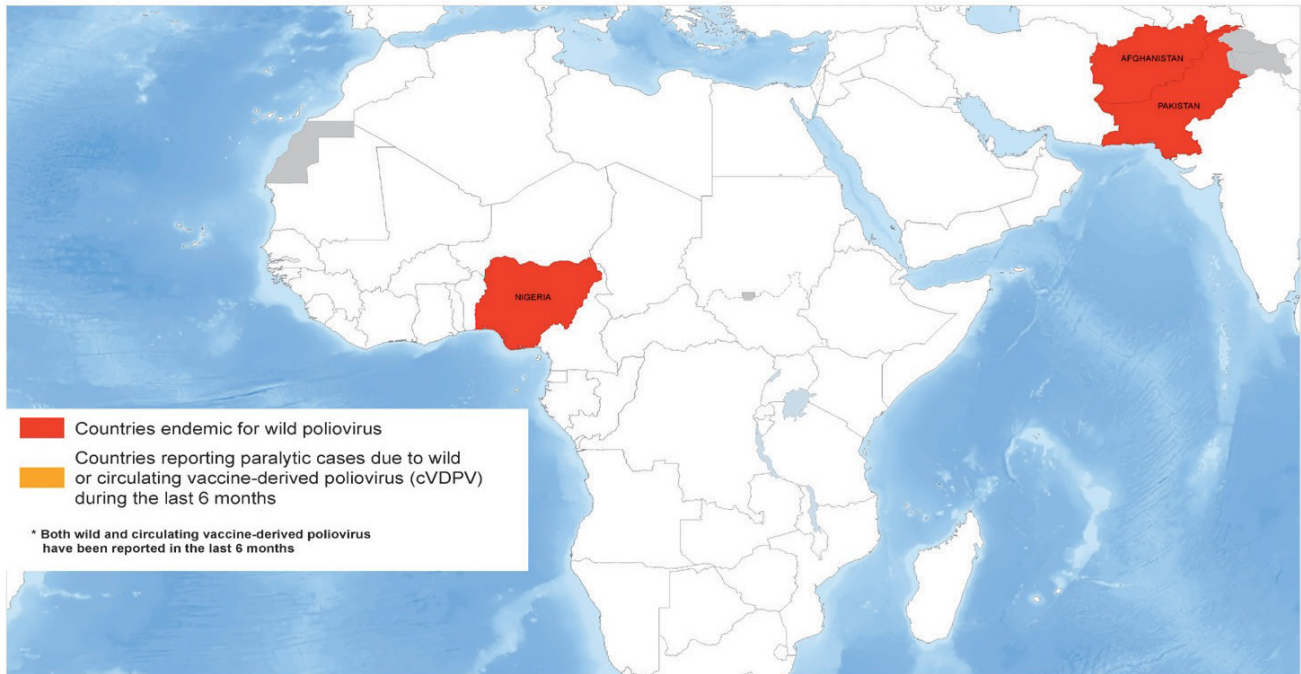 AFGHANISTAN
PAKISTAN
NIGERIA
Countries endemic for wild poliovirus
Countries reporting paralytic cases due to wild
or circulating vaccine-derived poliovirus (cVDPV)
during the last 6 months
* Both wild and circulating vaccine-derived poliovirus
have been reported in the last 6 months